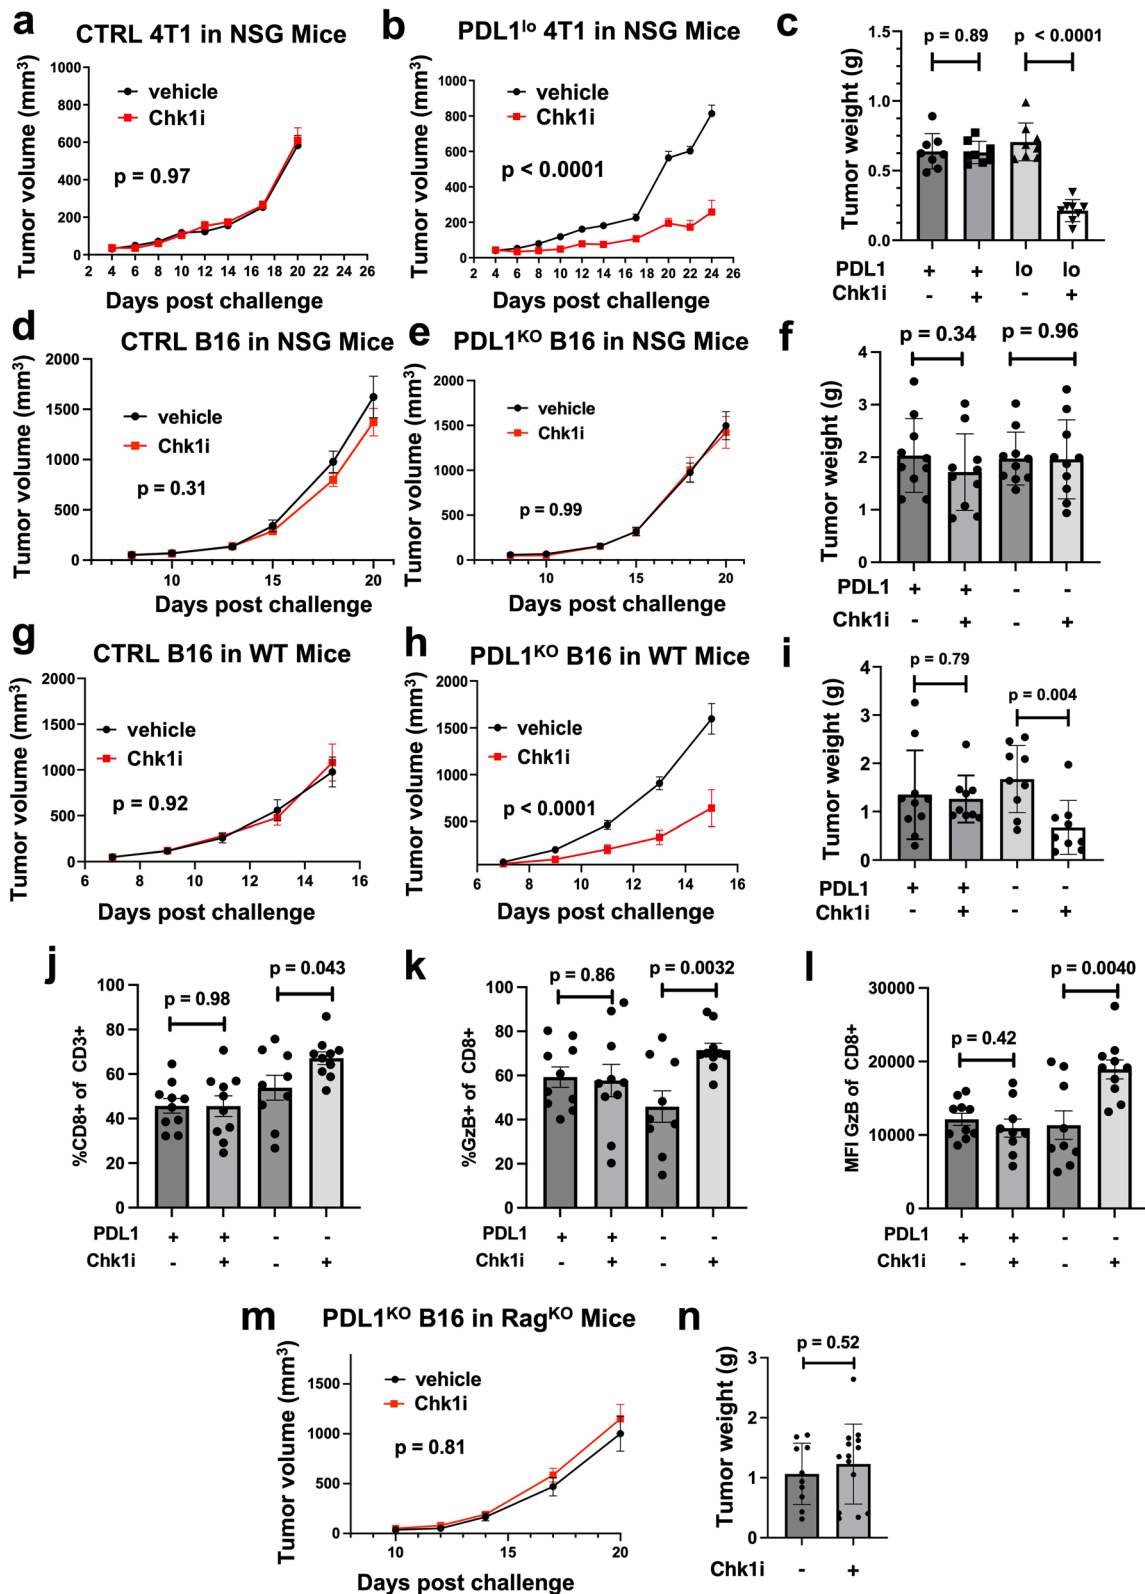 a CTRL 4T1 in NSG Mice
Tumor volume (mm³)
1000
800
600
400
200
0
vehicle
Chk1i
p = 0.97
2 4 6 8 10 12 14 16 18 20 22 24 26
Days post challenge
b PDL1lo 4T1 in NSG Mice
Tumor volume (mm³)
1000
800
600
400
200
0
vehicle
Chk1i
p < 0.0001
2 4 6 8 10 12 14 16 18 20 22 24 26
Days post challenge
c
Tumor weight (g)
1.5
1.0
0.5
0.0
p = 0.89
p < 0.0001
PDL1 + + lo lo
Chk1i - + - +
d CTRL B16 in NSG Mice
Tumor volume (mm³)
2000
1500
1000
500
0
vehicle
Chk1i
p = 0.31
10 15 20
Days post challenge
e PDL1KO B16 in NSG Mice
Tumor volume (mm³)
2000
1500
1000
500
0
vehicle
Chk1i
p = 0.99
10 15 20
Days post challenge
f
Tumor weight (g)
4
3
2
1
0
p = 0.34
p = 0.96
PDL1 + + - -
Chk1i - + - +
g CTRL B16 in WT Mice
Tumor volume (mm³)
2000
1500
1000
500
0
vehicle
Chk1i
p = 0.92
6 8 10 12 14 16
Days post challenge
h PDL1KO B16 in WT Mice
Tumor volume (mm³)
2000
1500
1000
500
vehicle
Chk1i
p < 0.0001
6 8 10 12 14 16
Days post challenge
i
Tumor weight (g)
4
3
2
1
0
p = 0.79
p = 0.004
PDL1 + + - -
Chk1i - + - +
j
%CD8+ of CD3+
100
80
60
40
20
0
p = 0.98
p = 0.043
PDL1 + + - -
Chk1i - + - +
k
%GzB+ of CD8+
100
80
60
40
20
0
p = 0.86
p = 0.0032
PDL1 + + - -
Chk1i - + - +
l
MFI GzB of CD8+
30000
20000
10000
0
p = 0.42
p = 0.0040
PDL1 + + - -
Chk1i - + - +
m PDL1KO B16 in RagKO Mice
Tumor volume (mm³)
1500
1000
500
0
vehicle
Chk1i
p = 0.81
10 15 20
Days post challenge
n
Tumor weight (g)
3
2
1
0
p = 0.52
Chk1i - +